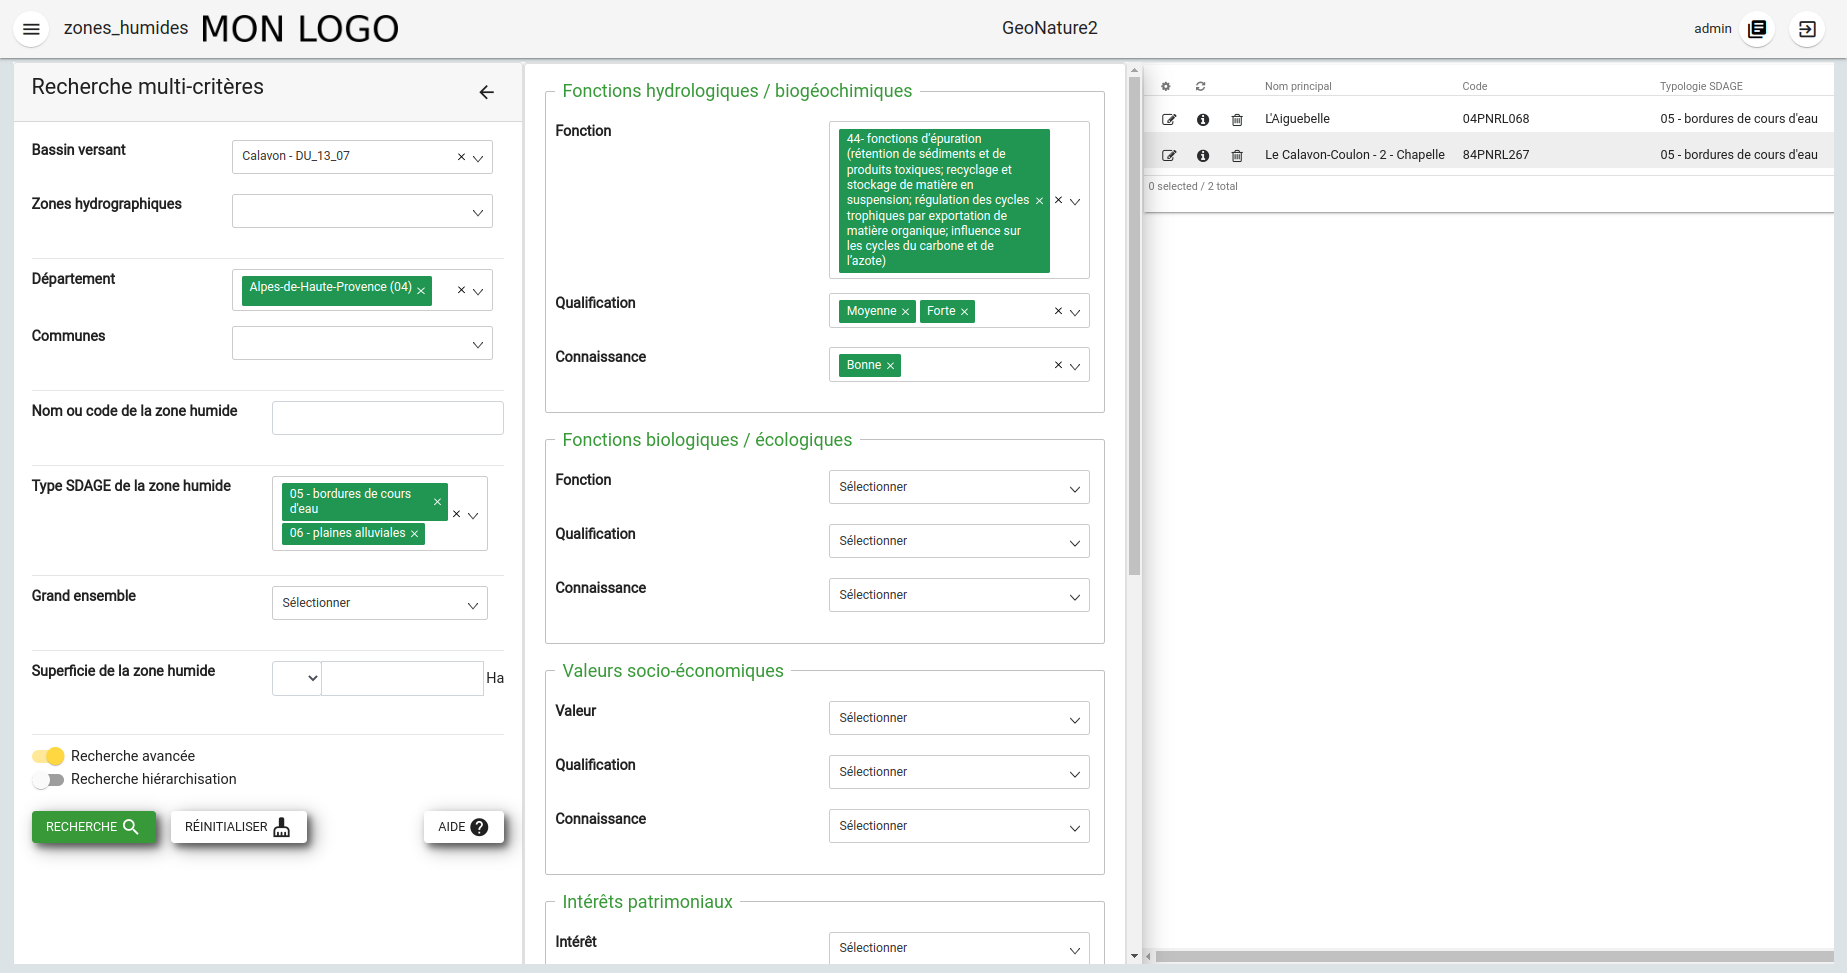 zones_humides MON LOGO
GeoNature2
admin
Recherche multi-critères
Bassin versant
Calavon - DU_13_07 ×
Zones hydrographiques
Département
Alpes-de-Haute-Provence (04) × ×
Communes
Nom ou code de la zone humide
Type SDAGE de la zone humide
05 - bordures de cours
d'eau ×
06 - plaines alluviales ×
×
Grand ensemble
Sélectionner
Superficie de la zone humide
Ha
Recherche avancée
Recherche hiérarchisation
RECHERCHE
RÉINITIALISER
AIDE ?
Fonctions hydrologiques / biogéochimiques
Fonction
44- fonctions d'épuration
(rétention de sédiments et de
produits toxiques; recyclage et
stockage de matière en
suspension; régulation des cycles × ×
trophiques par exportation de
matière organique; influence sur
les cycles du carbone et de
l'azote)
Qualification
Moyenne × Forte × ×
Connaissance
Bonne × ×
Fonctions biologiques / écologiques
Fonction
Sélectionner
Qualification
Sélectionner
Connaissance
Sélectionner
Valeurs socio-économiques
Valeur
Sélectionner
Qualification
Sélectionner
Connaissance
Sélectionner
Intérêts patrimoniaux
Intérêt
Sélectionner
Nom principal Code Typologie SDAGE
L'Aiguebelle 04PNRL068 05 - bordures de cours d'eau
Le Calavon-Coulon - 2 - Chapelle 84PNRL267 05 - bordures de cours d'eau
0 selected / 2 total